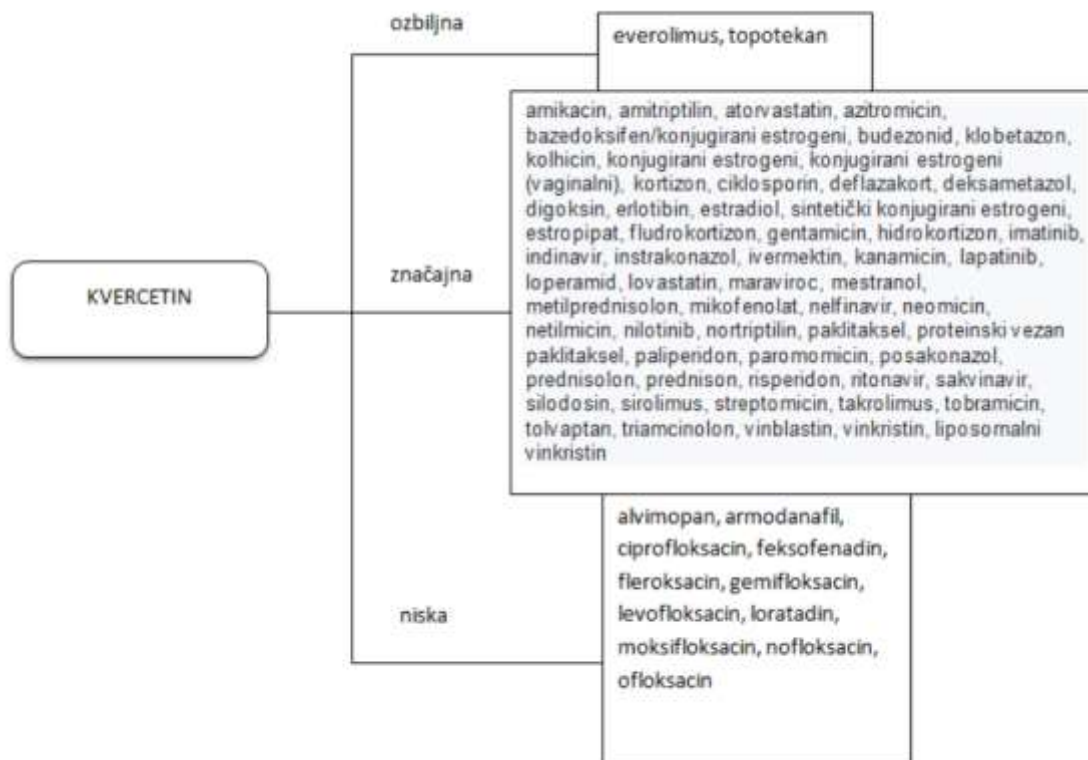 KVERCETIN
ozbiljna
everolimus, topotekan
značajna
amikacin, amitriptilin, atorvastatin, azitromicin,
bazedoksifen/konjugirani estrogeni, budezonid, klobetazon,
kolhicin, konjugirani estrogeni, konjugirani estrogeni
(vaginalni), kortizon, ciklosporin, deflazakort, deksametazol,
digoksin, erlotibin, estradiol, sintetički konjugirani estrogeni,
estropipat, fludrokortizon, gentamicin, hidrokortizon, imatinib,
indinavir, instrakonazol, ivermektin, kanamicin, lapatinib,
loperamid, lovastatin, maraviroc, mestranol,
metilprednisolon, mikofenolat, nelfinavir, neomicin,
netilmicin, nilotinib, nortriptilin, paklitaksel, proteinski vezan
paklitaksel, paliperidon, paromomicin, posakonazol,
prednisolon, prednison, risperidon, ritonavir, sakvinavir,
silodosin, sirolimus, streptomicin, takrolimus, tobramicin,
tolvaptan, triamcinolon, vinblastin, vinkristin, liposomalni
vinkristin
niska
alvimopan, armodanafil,
ciprofloksacin, feksofenadin,
fleroksacin, gemifloksacin,
levofloksacin, loratadin,
moksifloksacin, nofloksacin,
ofloksacin